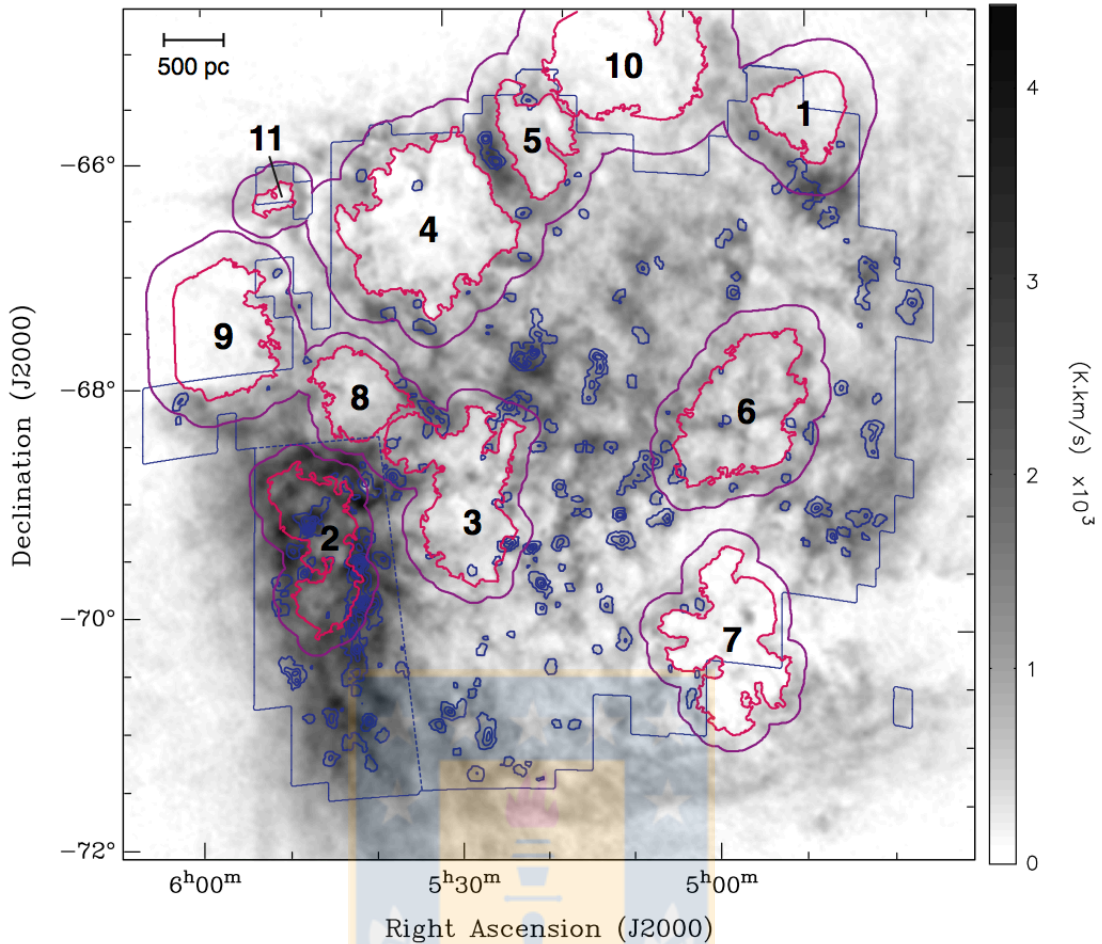 500 pc
10
1
11
5
−66°
4
9
8
6
−68°
3
2
7
−70°
−72°
6ʰ00ᵐ
5ʰ30ᵐ
5ʰ00ᵐ
Right Ascension (J2000)
Declination (J2000)
4
3
2
1
0
(K.km/s) x10³